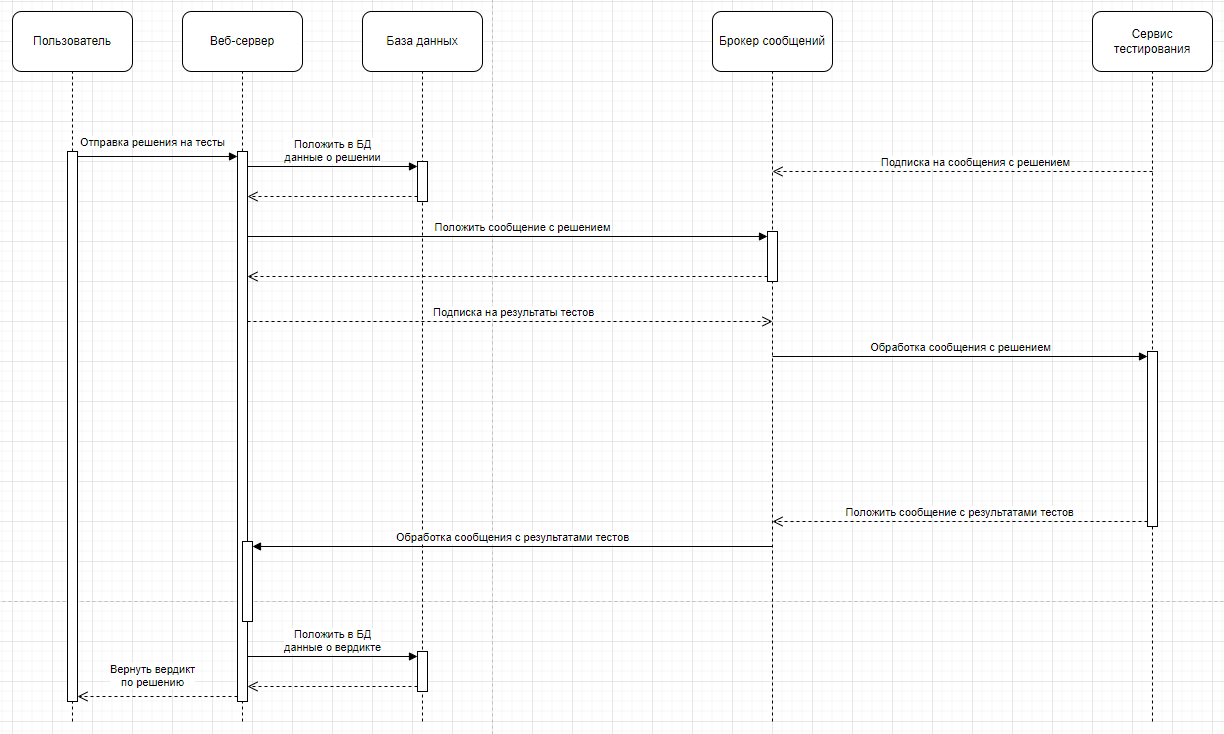 Пользователь
Веб-сервер
База данных
Брокер сообщений
Сервис
тестирования
Отправка решения на тесты
Положить в БД
данные о решении
Подписка на сообщения с решением
Положить сообщение с решением
Подписка на результаты тестов
Обработка сообщения с решением
Положить сообщение с результатами тестов
Обработка сообщения с результатами тестов
Положить в БД
данные о вердикте
Вернуть вердикт
по решению